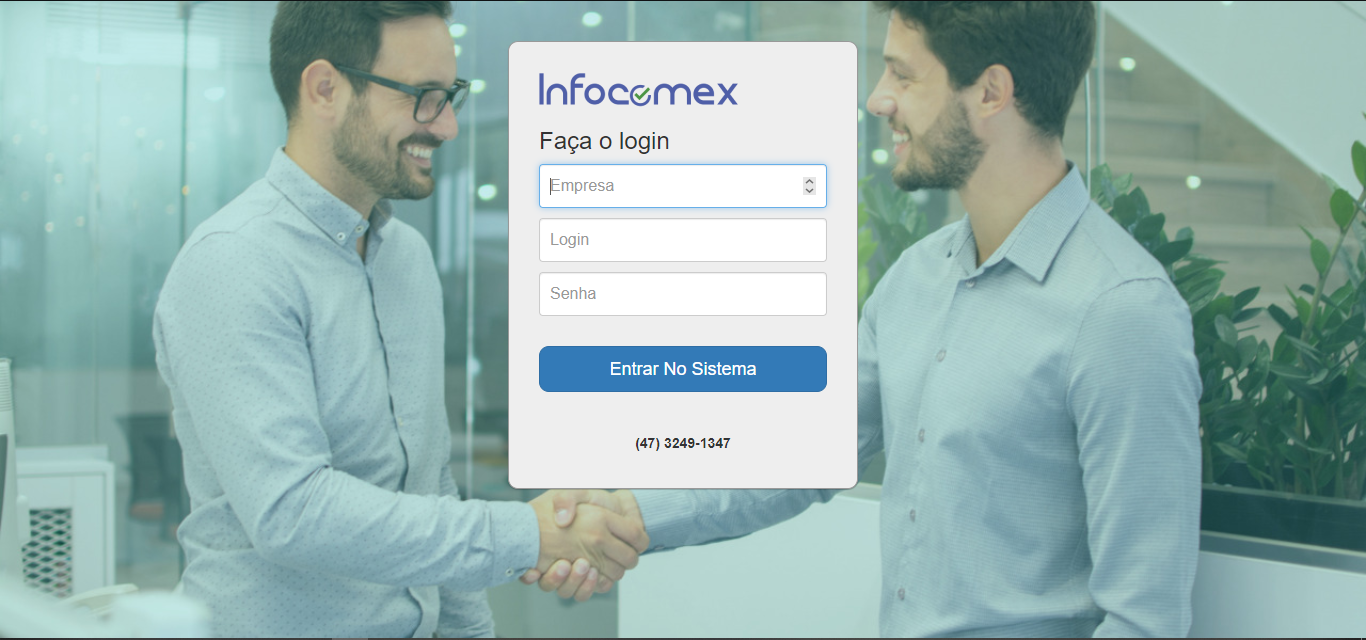 Infocomex
Faça o login
Empresa
Login
Senha
Entrar No Sistema
(47) 3249-1347